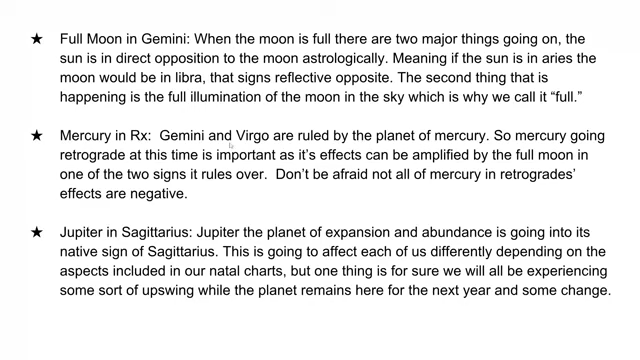 ★ Full Moon in Gemini: When the moon is full there are two major things going on, the
sun is in direct opposition to the moon astrologically. Meaning if the sun is in aries the
moon would be in libra, that signs reflective opposite. The second thing that is
happening is the full illumination of the moon in the sky which is why we call it “full.”
★ Mercury in Rx:  Gemini and Virgo are ruled by the planet of mercury. So mercury going
retrograde at this time is important as it’s effects can be amplified by the full moon in
one of the two signs it rules over.  Don’t be afraid not all of mercury in retrogrades’
effects are negative.
★ Jupiter in Sagittarius: Jupiter the planet of expansion and abundance is going into its
native sign of Sagittarius. This is going to affect each of us differently depending on the
aspects included in our natal charts, but one thing is for sure we will all be experiencing
some sort of upswing while the planet remains here for the next year and some change.